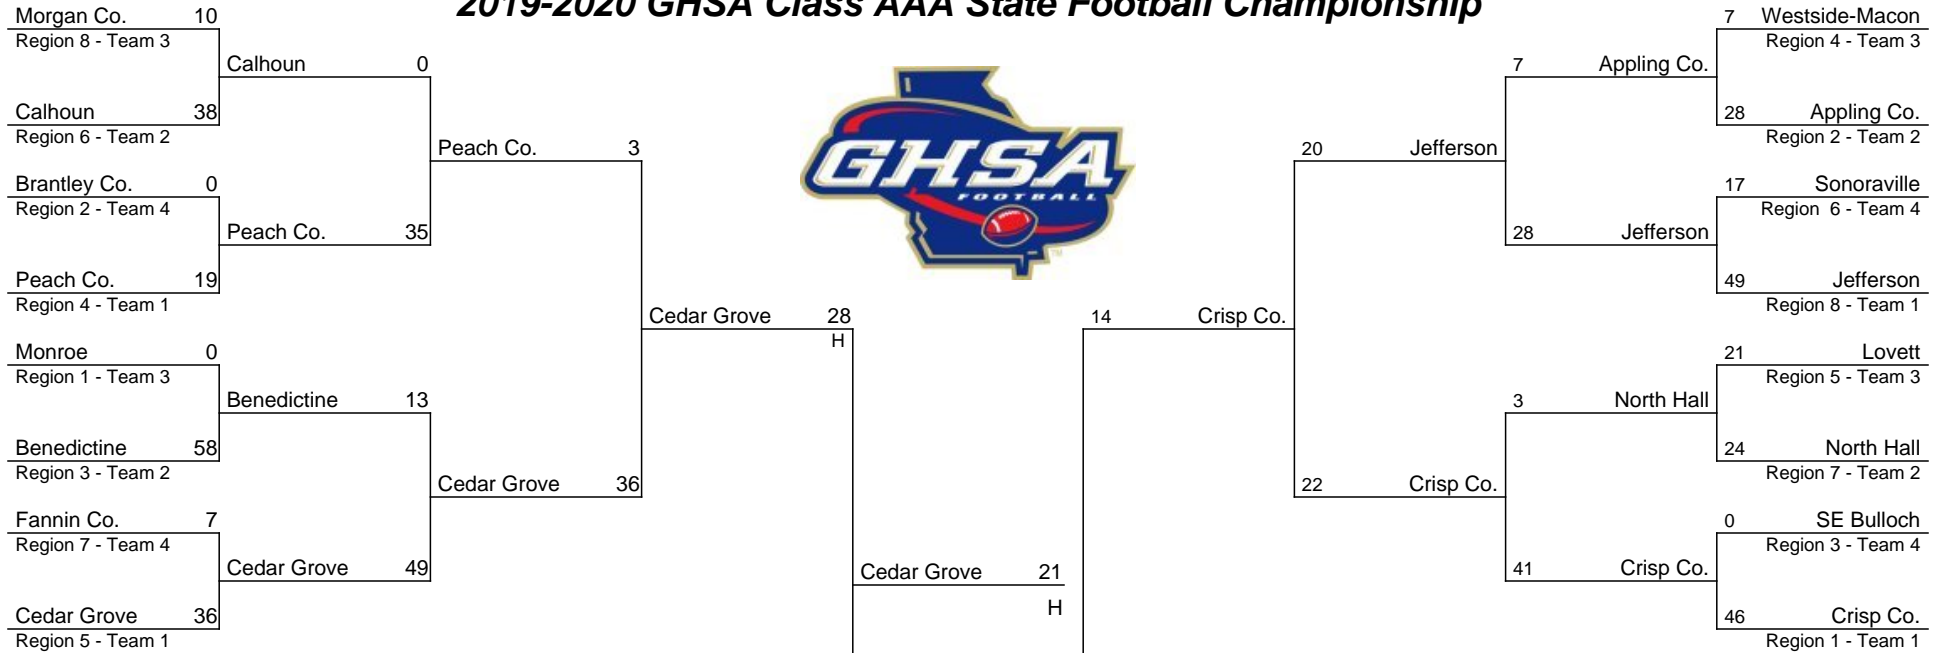 2019-2020 GHSA Class AAA State Football Championship
Morgan Co. 10
Region 8 - Team 3
Calhoun 0
Calhoun 38
Region 6 - Team 2
Peach Co. 3
Brantley Co. 0
Region 2 - Team 4
Peach Co. 35
Peach Co. 19
Region 4 - Team 1
Cedar Grove 28
H
Monroe 0
Region 1 - Team 3
Benedictine 13
Benedictine 58
Region 3 - Team 2
Cedar Grove 36
Fannin Co. 7
Region 7 - Team 4
Cedar Grove 49
Cedar Grove 36
Region 5 - Team 1
GHSA
FOOTBALL
TM
Cedar Grove 21
H
7 Westside-Macon
Region 4 - Team 3
7 Appling Co.
28 Appling Co.
Region 2 - Team 2
20 Jefferson
17 Sonoraville
Region 6 - Team 4
28 Jefferson
49 Jefferson
Region 8 - Team 1
14 Crisp Co.
21 Lovett
Region 5 - Team 3
3 North Hall
24 North Hall
Region 7 - Team 2
22 Crisp Co.
0 SE Bulloch
Region 3 - Team 4
41 Crisp Co.
46 Crisp Co.
Region 1 - Team 1